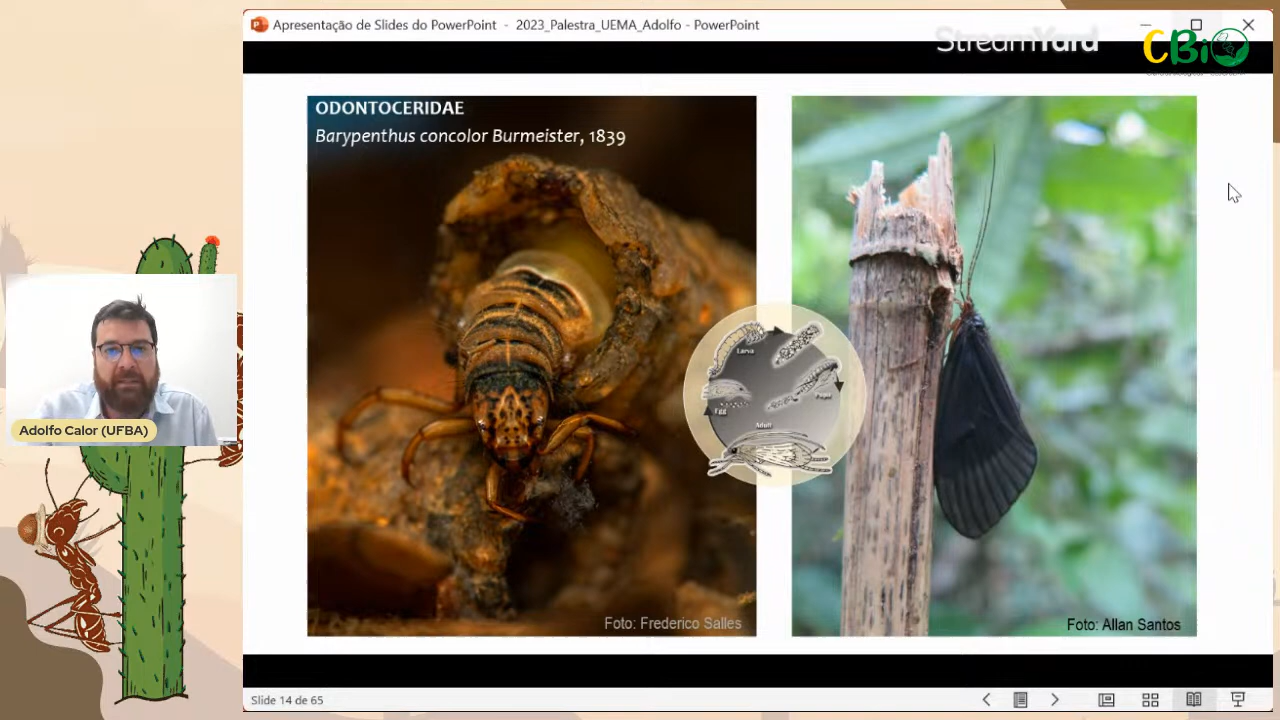 Apresentação de Slides do PowerPoint - 2023_Palestra_UEMA_Adolfo - PowerPoint
StreamYard
CBiO
ODONTOCERIDAE
Barypenthus concolor Burmeister, 1839
Larva
Pupa
Egg
Adult
Adolfo Calor (UFBA)
Foto: Frederico Salles
Foto: Allan Santos
Slide 14 de 65